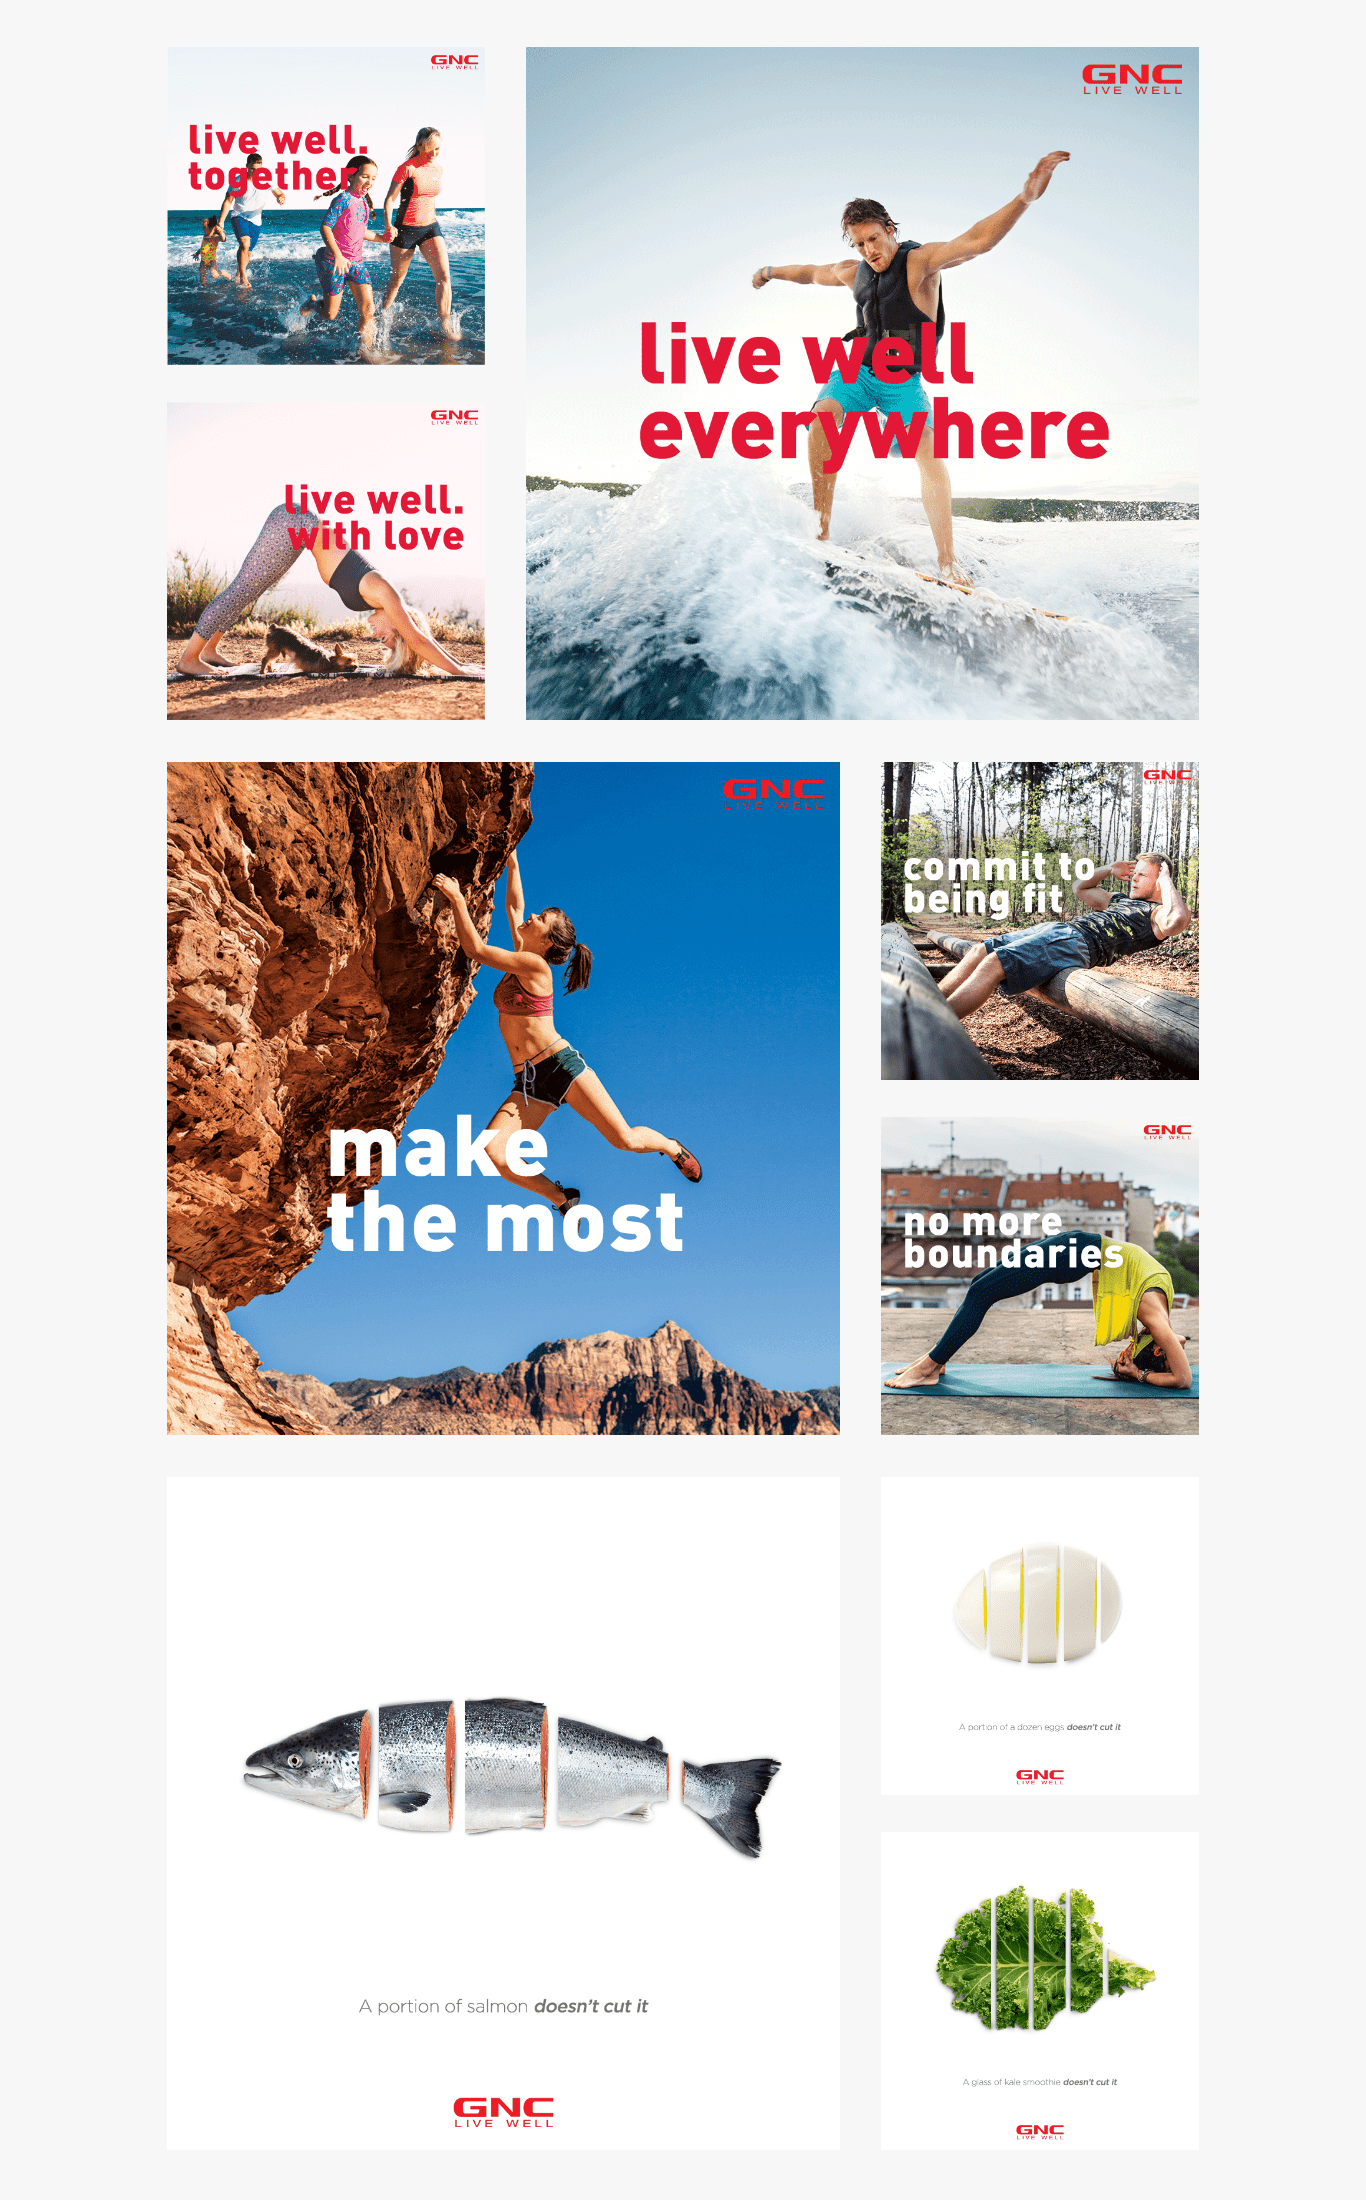 GNC
LIVE WELL
live well.
together
GNC
LIVE WELL
live well
everywhere
GNC
LIVE WELL
live well.
with love
GNC
LIVE WELL
make
the most
GNC
LIVE WELL
commit to
being fit
GNC
LIVE WELL
no more
boundaries
A portion of salmon doesn't cut it
GNC
LIVE WELL
A portion of a dozen eggs doesn't cut it
GNC
LIVE WELL
A glass of kale smoothie doesn't cut it
GNC
LIVE WELL